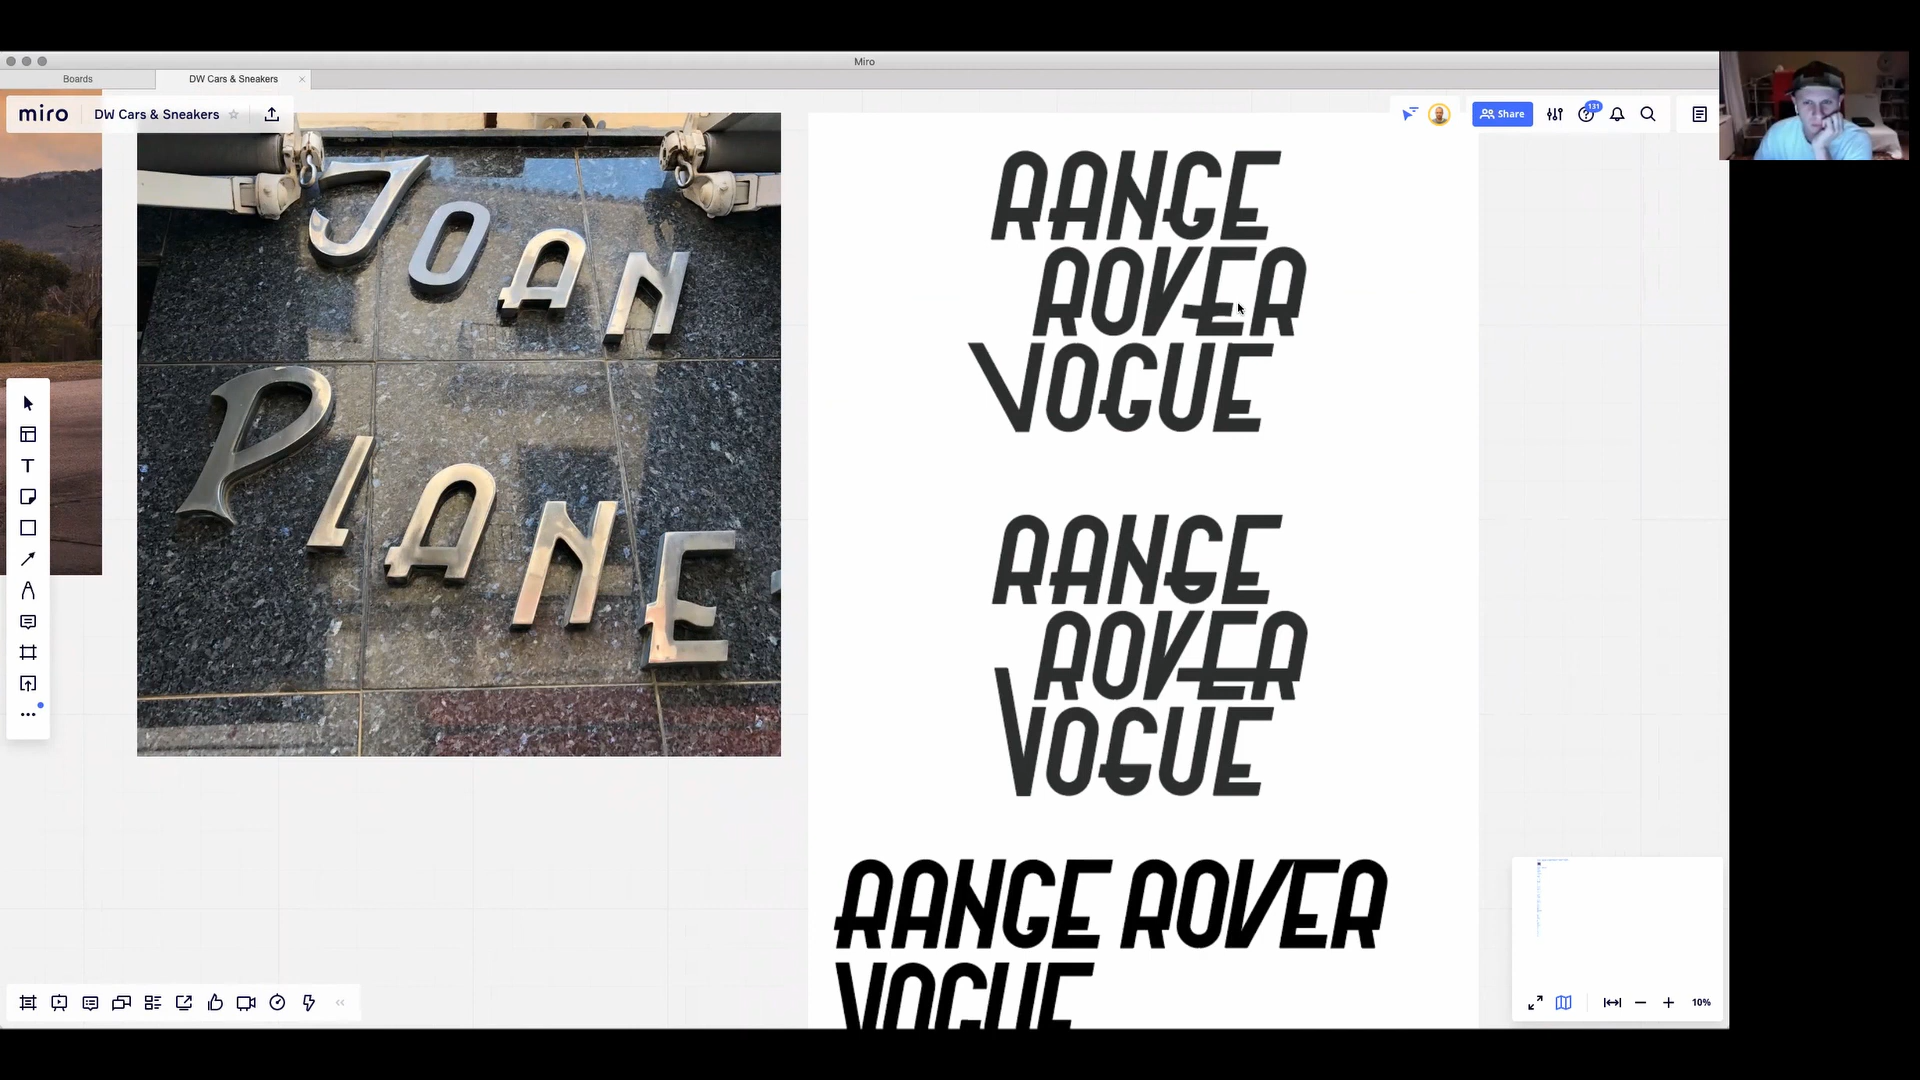 Miro
Boards
DW Cars & Sneakers
miro
DW Cars & Sneakers
Share
131
JOAN
PLANE
RANGE
ROVER
VOGUE
RANGE
ROVER
VOGUE
RANGE ROVER
VOGUE
10%